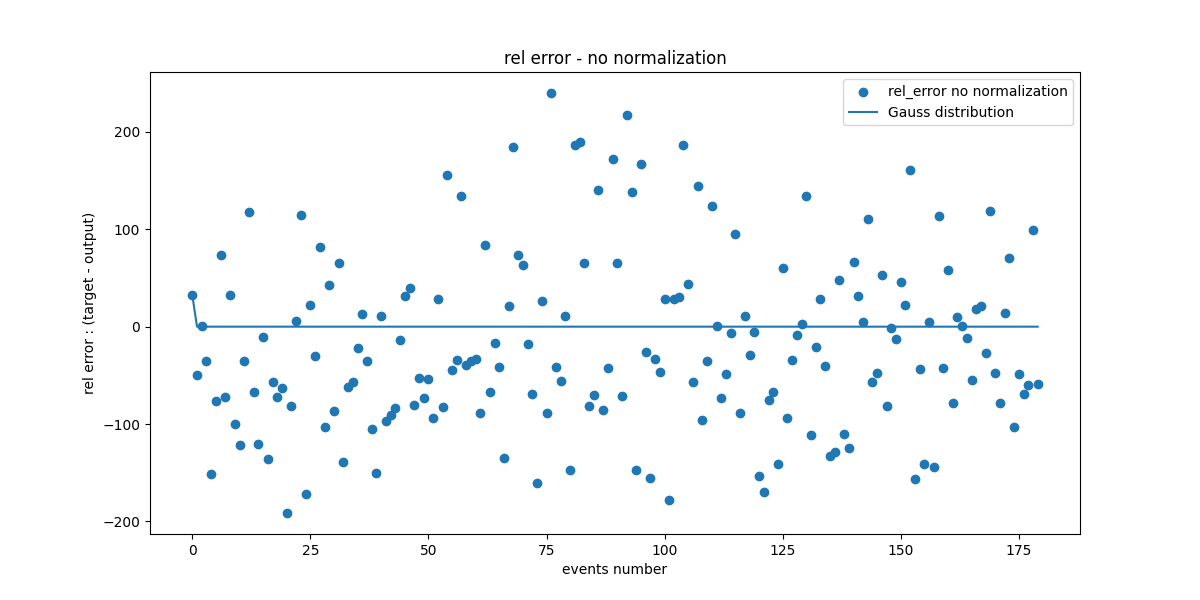 rel error - no normalization
rel_error no normalization
Gauss distribution
rel error : (target - output)
200
100
0
−100
−200
0
25
50
75
100
125
150
175
events number